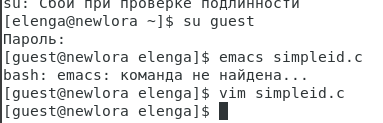 su: Сбой при проверке подлинности
[elenga@newlora ~]$ su guest
Пароль:
[guest@newlora elenga]$ emacs simpleid.c
bash: emacs: команда не найдена...
[guest@newlora elenga]$ vim simpleid.c
[guest@newlora elenga]$